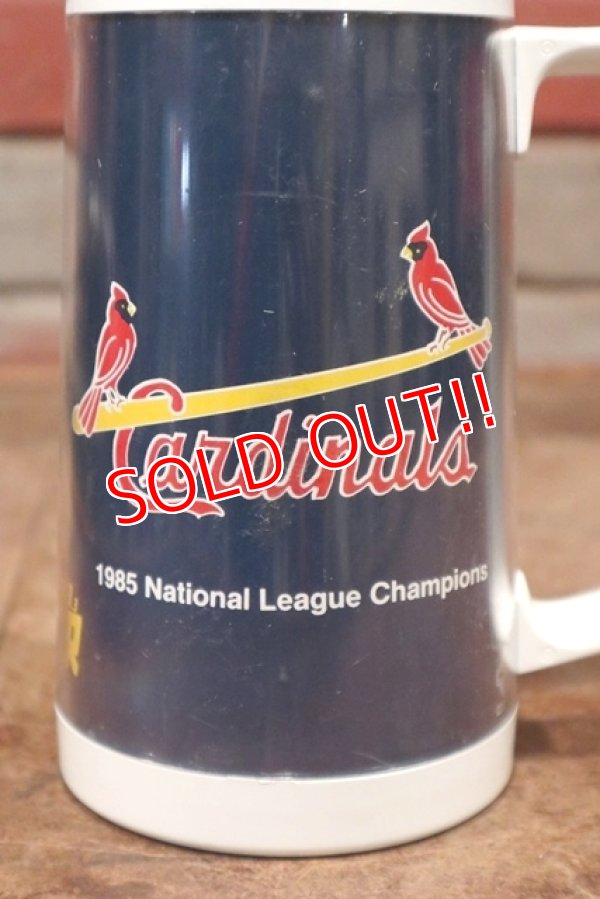 Cardinals
SOLD OUT!!
1985 National League Champions